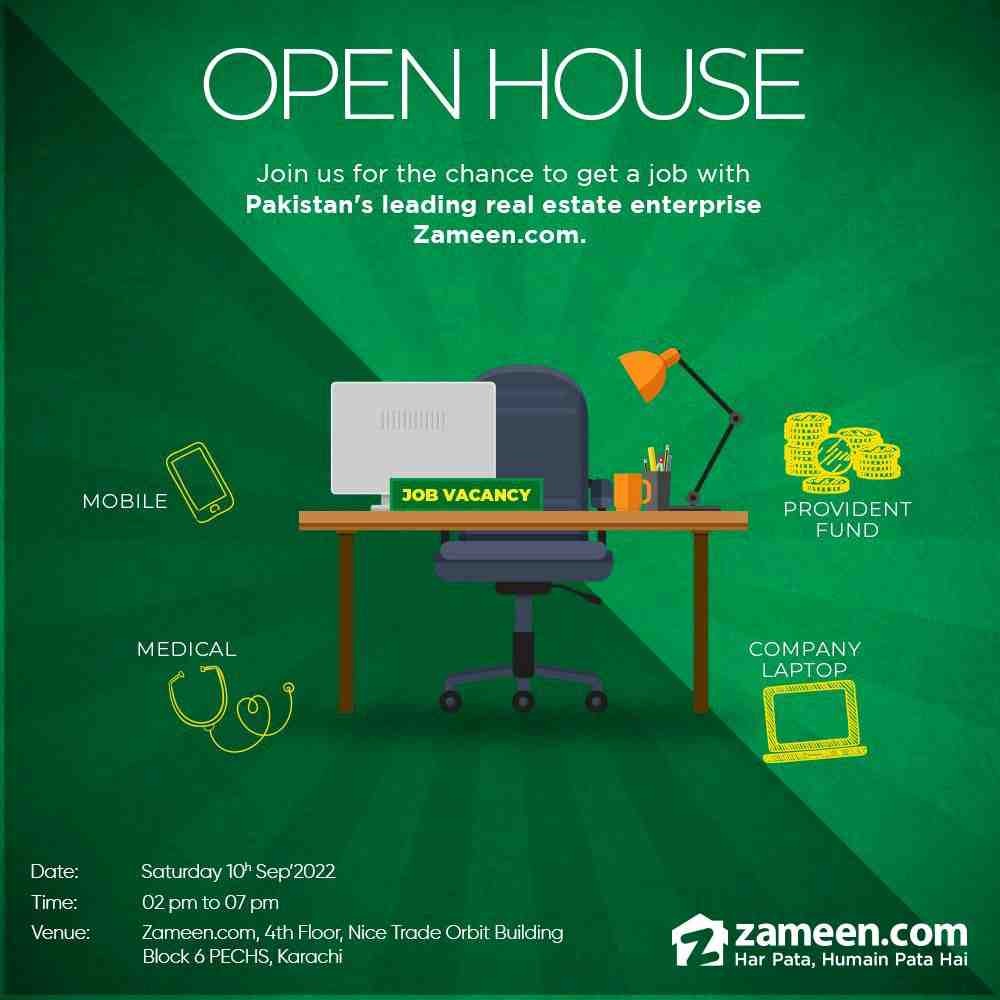 OPEN HOUSE
Join us for the chance to get a job with
Pakistan's leading real estate enterprise
Zameen.com.
JOB VACANCY
MOBILE
PROVIDENT
FUND
MEDICAL
COMPANY
LAPTOP
Date: Saturday 10ʰ Sep'2022
Time: 02 pm to 07 pm
Venue: Zameen.com, 4th Floor, Nice Trade Orbit Building
Block 6 PECHS, Karachi
zameen.com
Har Pata, Humain Pata Hai